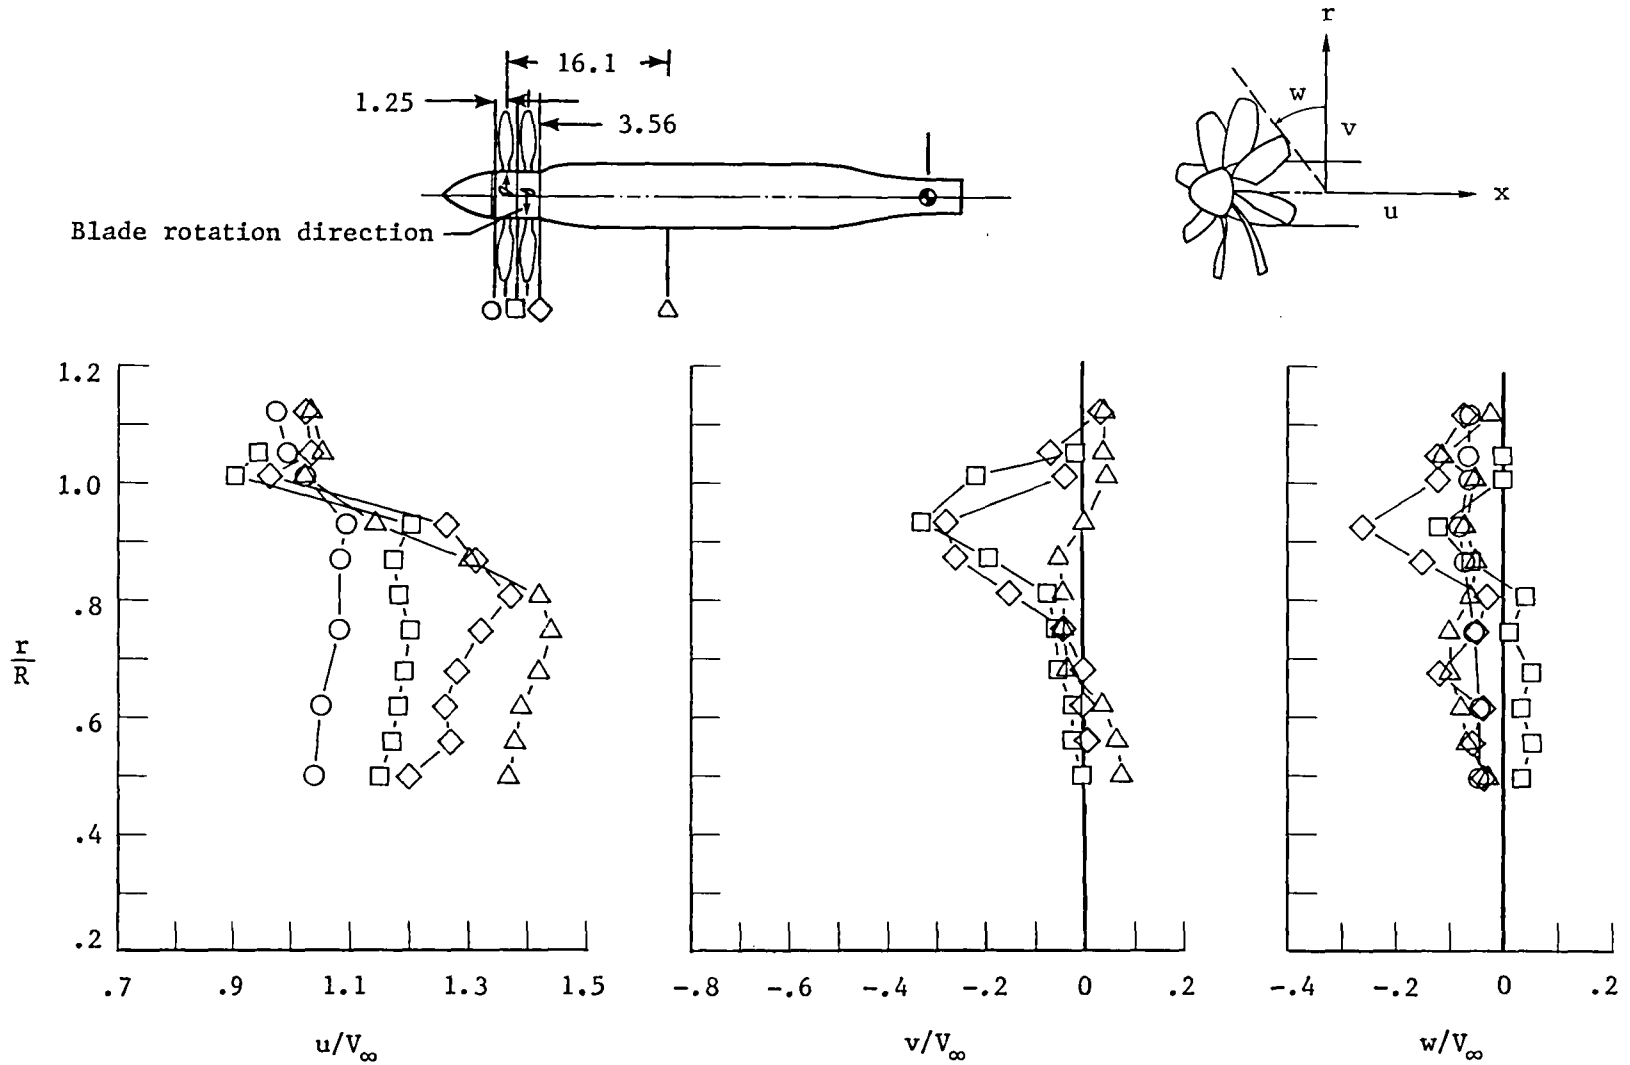 16.1
1.25
3.56
Blade rotation direction
r
w
v
x
u
1.2
1.0
.8
.6
.4
.2
r
R
.7 .9 1.1 1.3 1.5
u/V∞
-.8 -.6 -.4 -.2 0 .2
v/V∞
-.4 -.2 0 .2
w/V∞